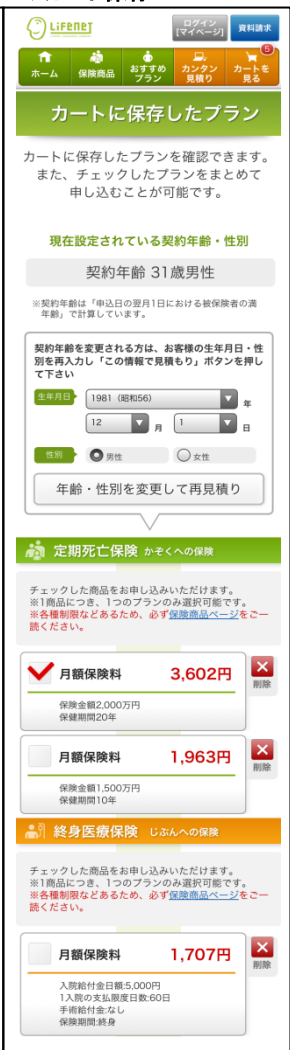 LIFENET
ログイン
[マイページ]
資料請求
ホーム
保険商品
おすすめ
プラン
カンタン
見積り
カートを
見る
5
カートに保存したプラン
カートに保存したプランを確認できます。
また、チェックしたプランをまとめて
申し込むことが可能です。
現在設定されている契約年齢・性別
契約年齢 31歳男性
※契約年齢は「申込日の翌月1日における被保険者の満
年齢」で計算しています。
契約年齢を変更される方は、お客様の生年月日・性
別を再入力し「この情報で見積もり」ボタンを押し
て下さい
生年月日 1981（昭和56） 年
12 月 1 日
性別 男性 女性
年齢・性別を変更して再見積り
定期死亡保険 かぞくへの保険
チェックした商品をお申し込みいただけます。
※1商品につき、1つのプランのみ選択可能です。
※各種制限などあるため、必ず保険商品ページをご一
読ください。
月額保険料 3,602円
削除
保険金額2,000万円
保健期間20年
月額保険料 1,963円
削除
保険金額1,500万円
保健期間10年
終身医療保険 じぶんへの保険
チェックした商品をお申し込みいただけます。
※1商品につき、1つのプランのみ選択可能です。
※各種制限などあるため、必ず保険商品ページをご一
読ください。
月額保険料 1,707円
削除
入院給付金日額:5,000円
1入院の支払限度日数:60日
手術給付金:なし
保険期間:終身